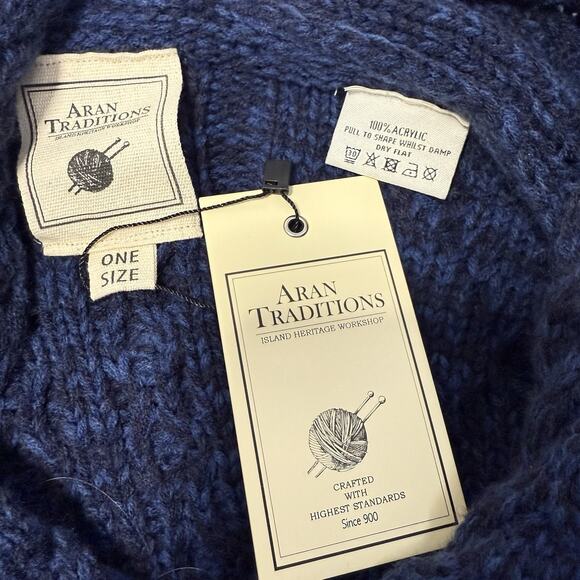 ARAN
TRADITIONS
ISLAND HERITAGE WORKSHOP
ONE
SIZE
100% ACRYLIC
PULL TO SHAPE WHILST DAMP
DRY FLAT
30
ARAN
TRADITIONS
ISLAND HERITAGE WORKSHOP
CRAFTED
WITH
HIGHEST STANDARDS
Since 900